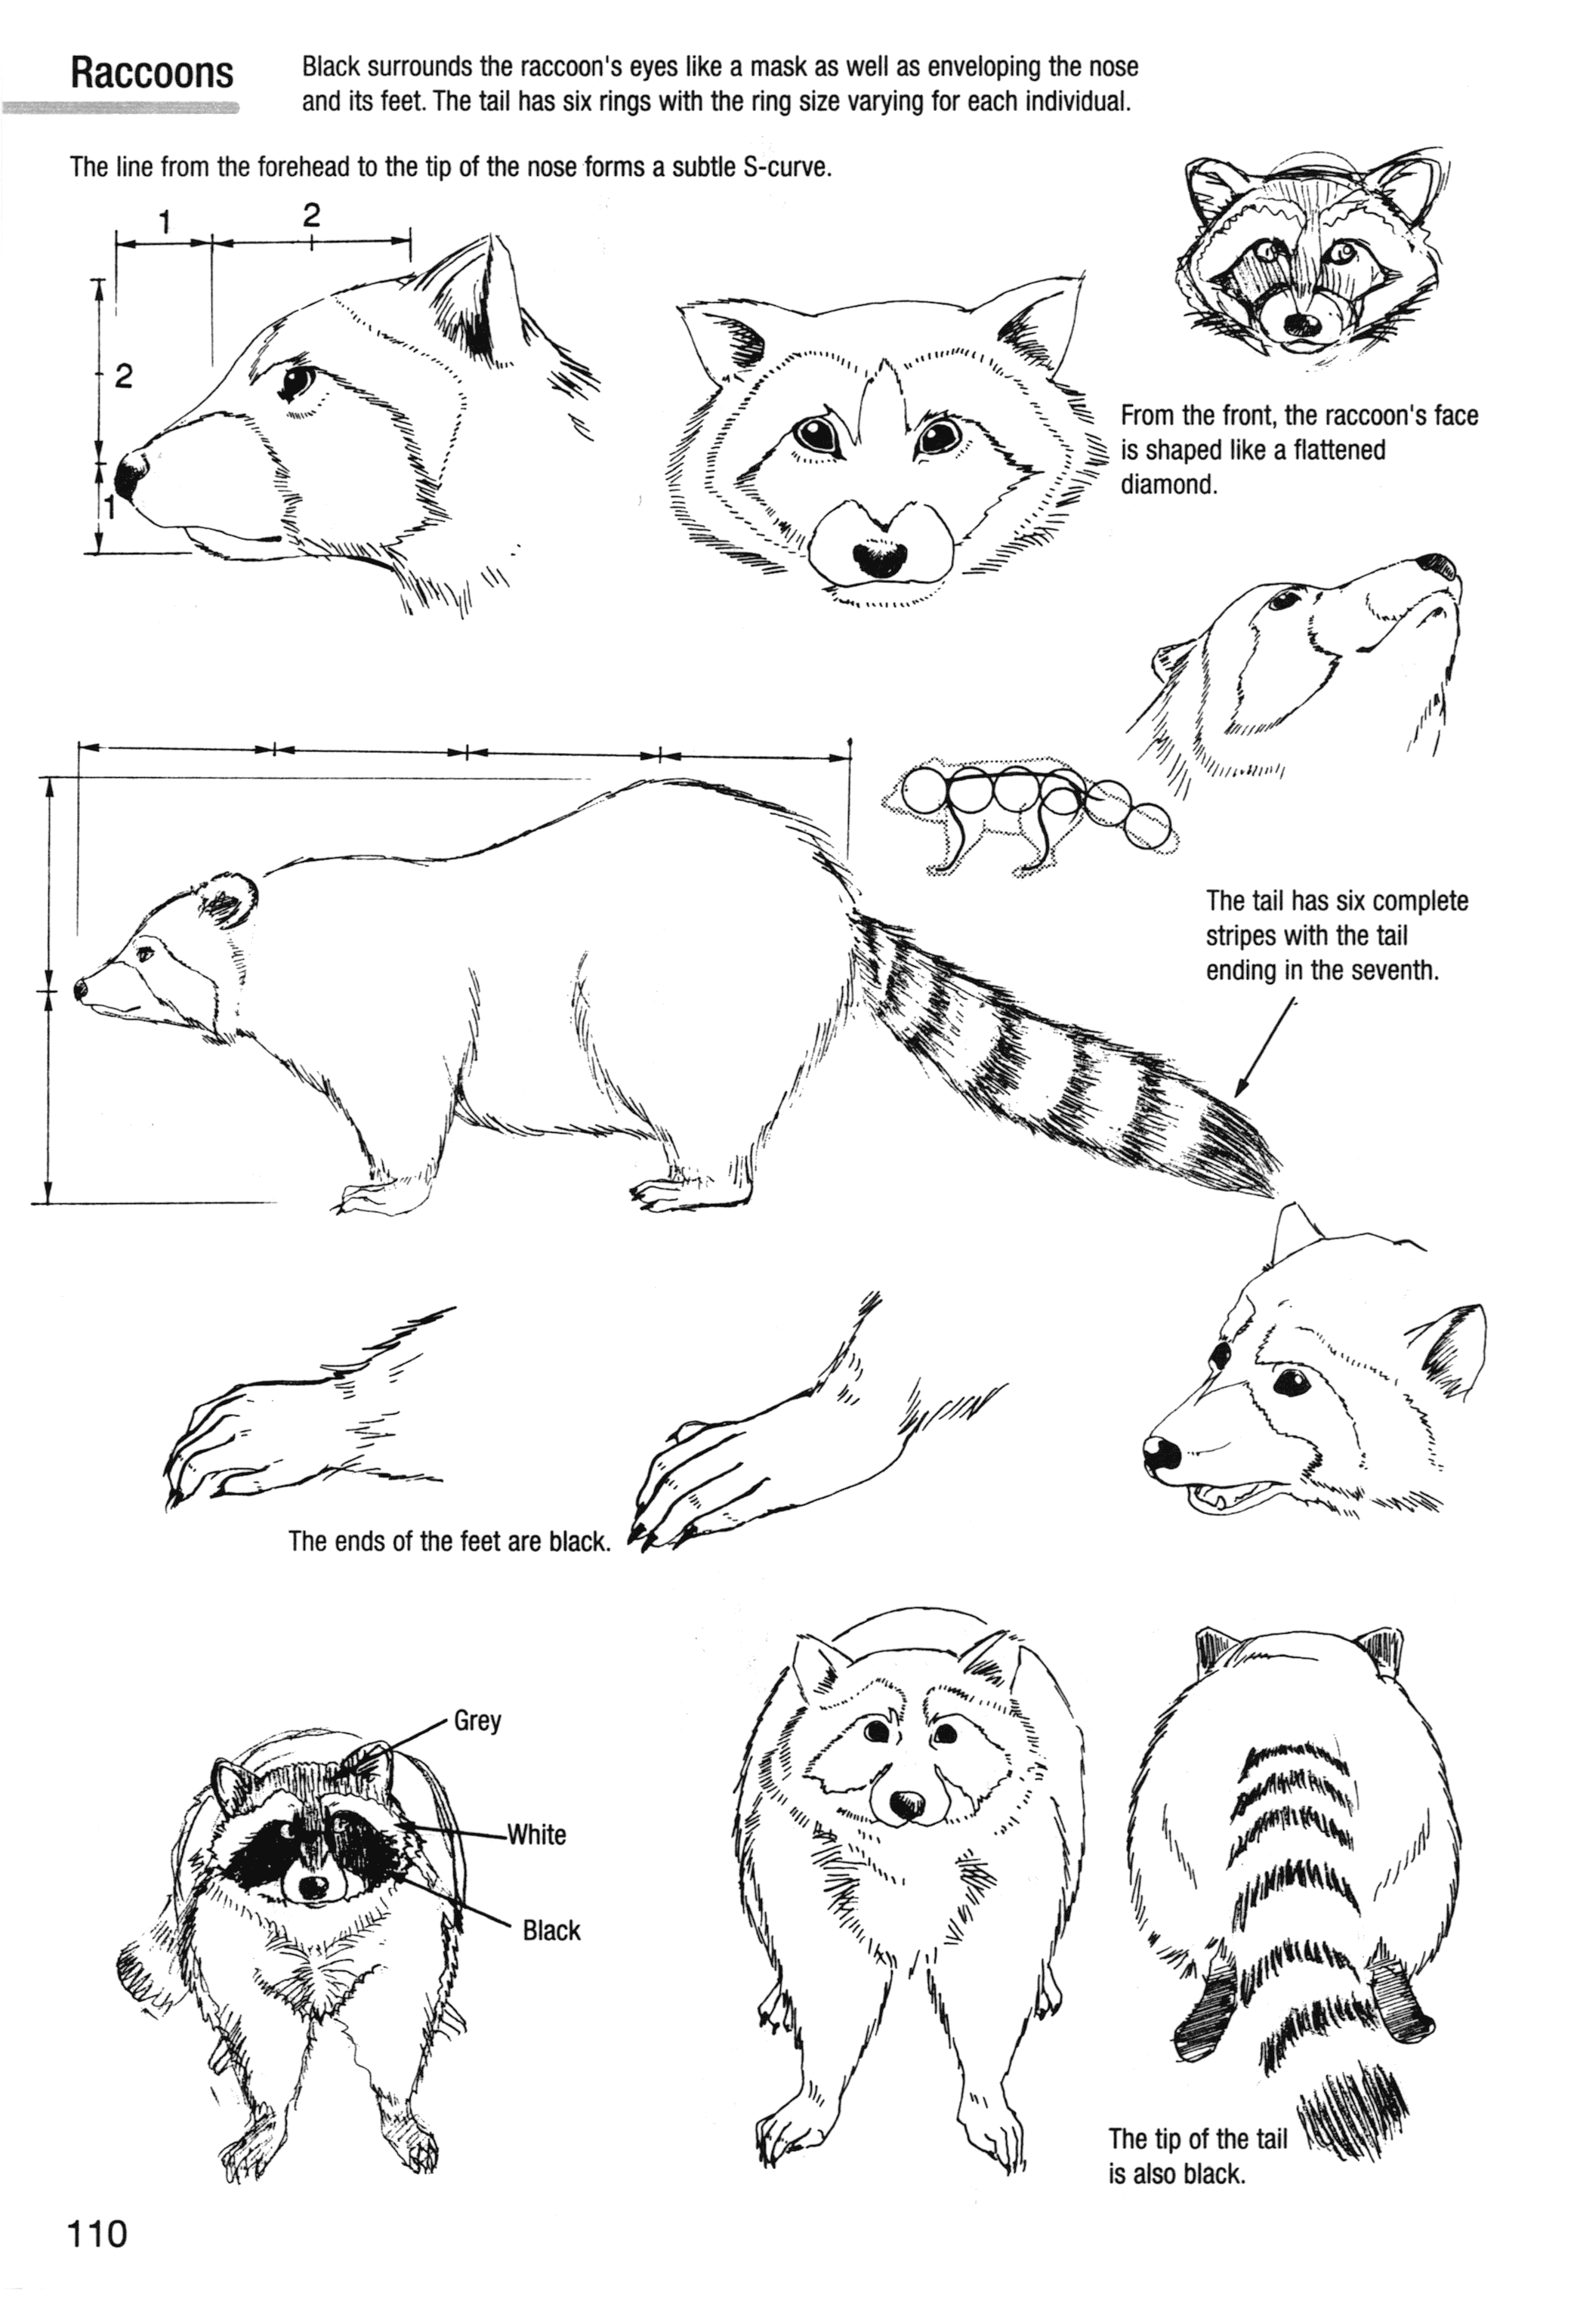 Raccoons
Black surrounds the raccoon's eyes like a mask as well as enveloping the nose
and its feet. The tail has six rings with the ring size varying for each individual.
The line from the forehead to the tip of the nose forms a subtle S-curve.
1
2
2
1
From the front, the raccoon's face
is shaped like a flattened
diamond.
The tail has six complete
stripes with the tail
ending in the seventh.
The ends of the feet are black.
Grey
White
Black
The tip of the tail
is also black.
110